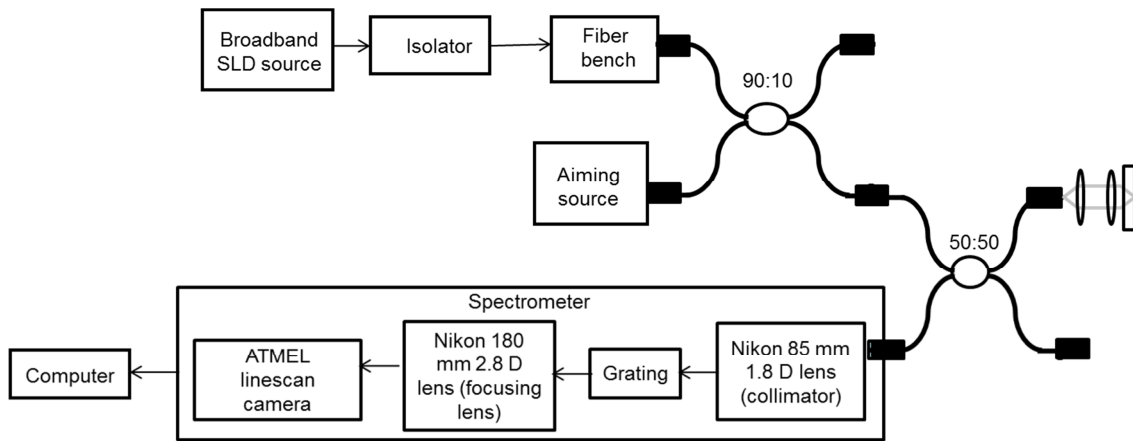 Broadband
SLD source
Isolator
Fiber
bench
90:10
Aiming
source
50:50
Spectrometer
Computer
ATMEL
linescan
camera
Nikon 180
mm 2.8 D
lens (focusing
lens)
Grating
Nikon 85 mm
1.8 D lens
(collimator)